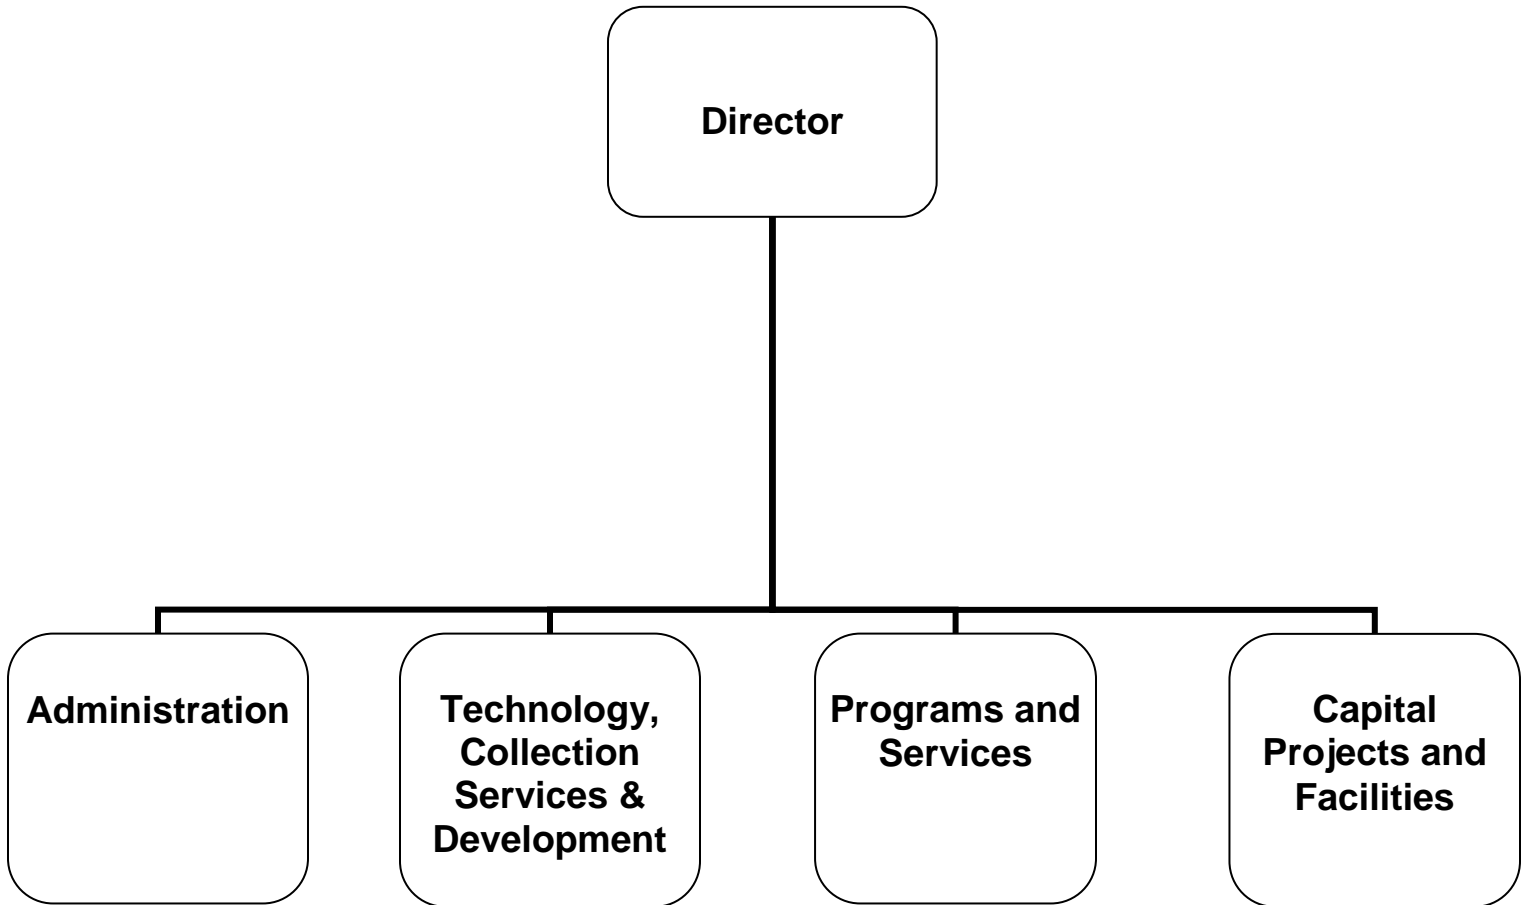 Director
Administration
Technology,
Collection
Services &
Development
Programs and
Services
Capital
Projects and
Facilities